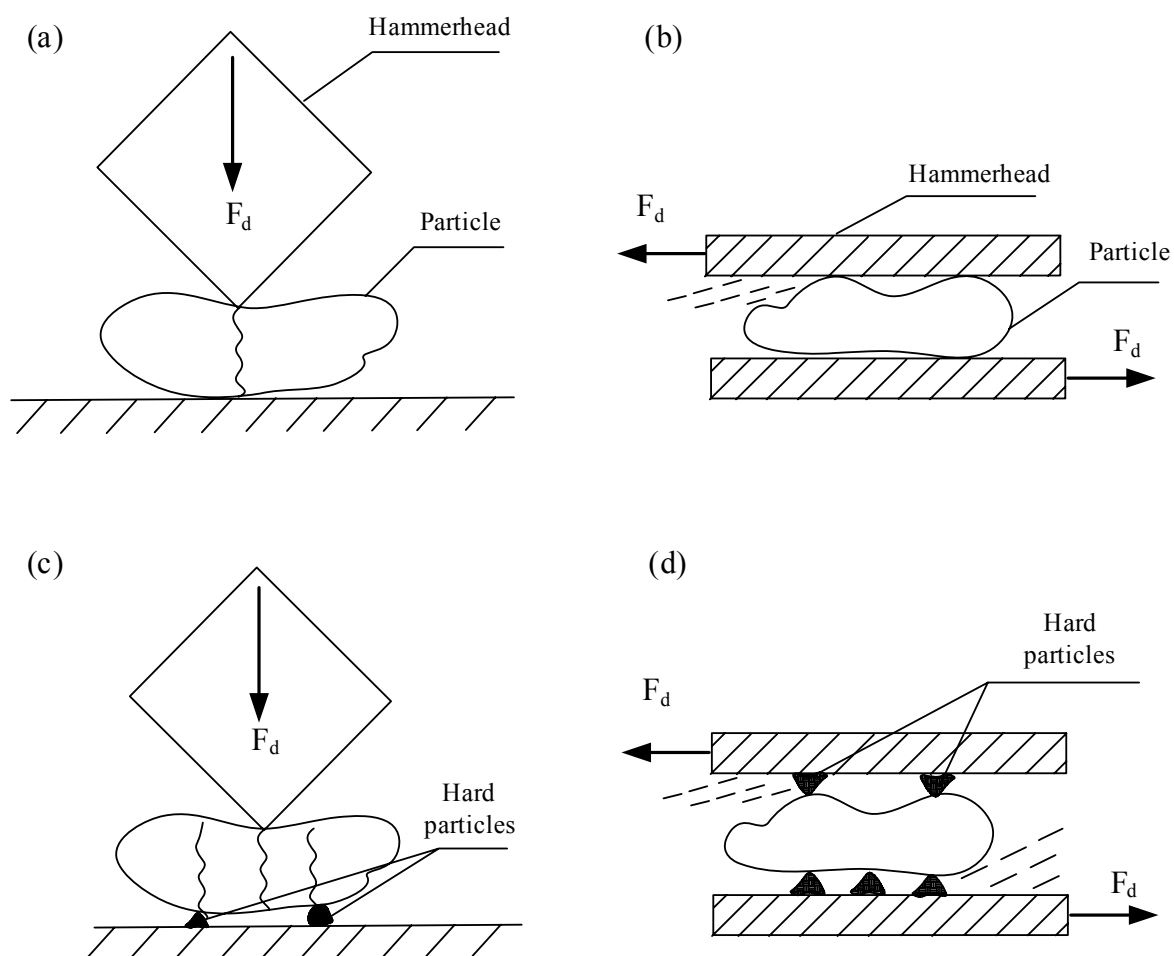 (a)
Hammerhead
F_d
Particle
(b)
Hammerhead
F_d
Particle
F_d
(c)
F_d
Hard
particles
(d)
Hard
particles
F_d
F_d